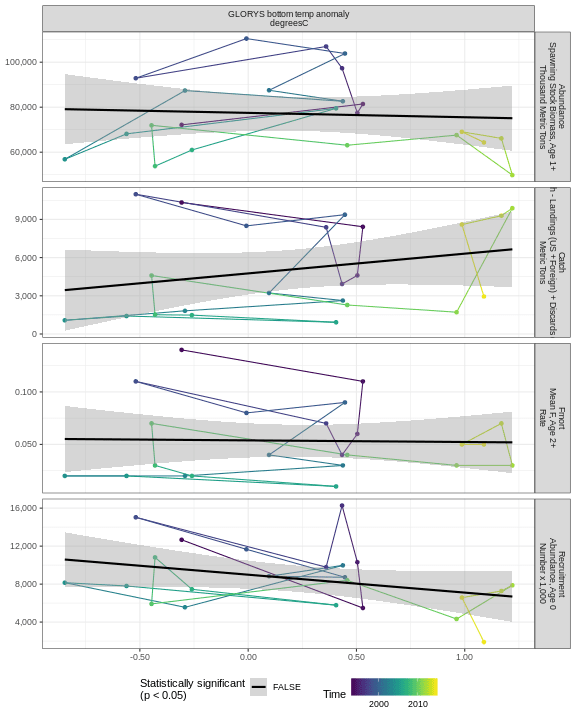 GLORYS bottom temp anomaly
degreesC
100,000
80,000
60,000
Abundance
Spawning Stock Biomass, Age 1+
Thousand Metric Tons
9,000
6,000
3,000
0
Catch
h - Landings (US +Foreign) + Discards
Metric Tons
0.100
0.050
Fmort
Mean F, Age 2+
Rate
16,000
12,000
8,000
4,000
Recruitment
Abundance, Age 0
Number x 1,000
-0.50
0.00
0.50
1.00
Statistically significant
(p < 0.05)
FALSE
Time
2000
2010